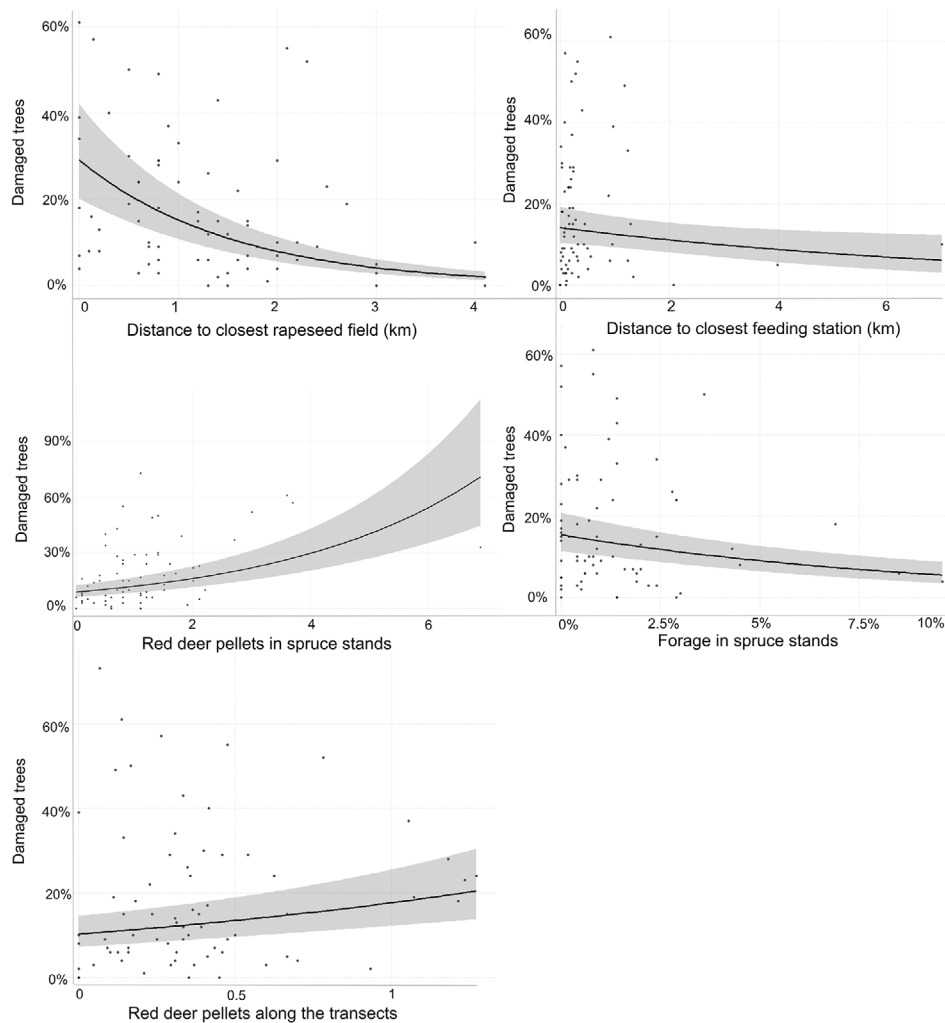 60%
40%
20%
0%
Damaged trees
0 1 2 3 4
Distance to closest rapeseed field (km)
60%
40%
20%
0%
Damaged trees
0 2 4 6
Distance to closest feeding station (km)
90%
60%
30%
0%
Damaged trees
0 2 4 6
Red deer pellets in spruce stands
60%
40%
20%
0%
Damaged trees
0% 2.5% 5% 7.5% 10%
Forage in spruce stands
60%
40%
20%
0%
Damaged trees
0 0.5 1
Red deer pellets along the transects